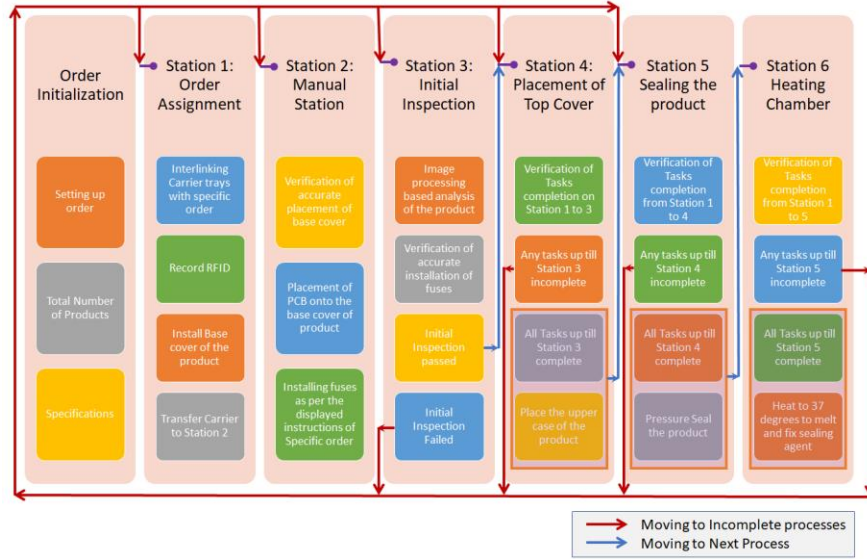 Order
Initialization
Setting up
order
Total Number
of Products
Specifications
Station 1:
Order
Assignment
Interlinking
Carrier trays
with specific
order
Record RFID
Install Base
cover of the
product
Transfer Carrier
to Station 2
Station 2:
Manual
Station
Verification of
accurate
placement of
base cover
Placement of
PCB onto the
base cover of
product
Installing fuses
as per the
displayed
instructions of
Specific order
Station 3:
Initial
Inspection
Image
processing
based analysis
of the product
Verification of
accurate
installation of
fuses
Initial
Inspection
passed
Initial
Inspection
Failed
Station 4:
Placement of
Top Cover
Verification of
Tasks
completion on
Station 1 to 3
Any tasks up till
Station 3
incomplete
All Tasks up till
Station 3
complete
Place the upper
case of the
product
Station 5
Sealing the
product
Verification of
Tasks
completion
from Station 1
to 4
Any tasks up till
Station 4
incomplete
All Tasks up till
Station 4
complete
Pressure Seal
the product
Station 6
Heating
Chamber
Verification of
Tasks
completion
from Station 1
to 5
Any tasks up till
Station 5
incomplete
All Tasks up till
Station 5
complete
Heat to 37
degrees to melt
and fix sealing
agent
Moving to Incomplete processes
Moving to Next Process